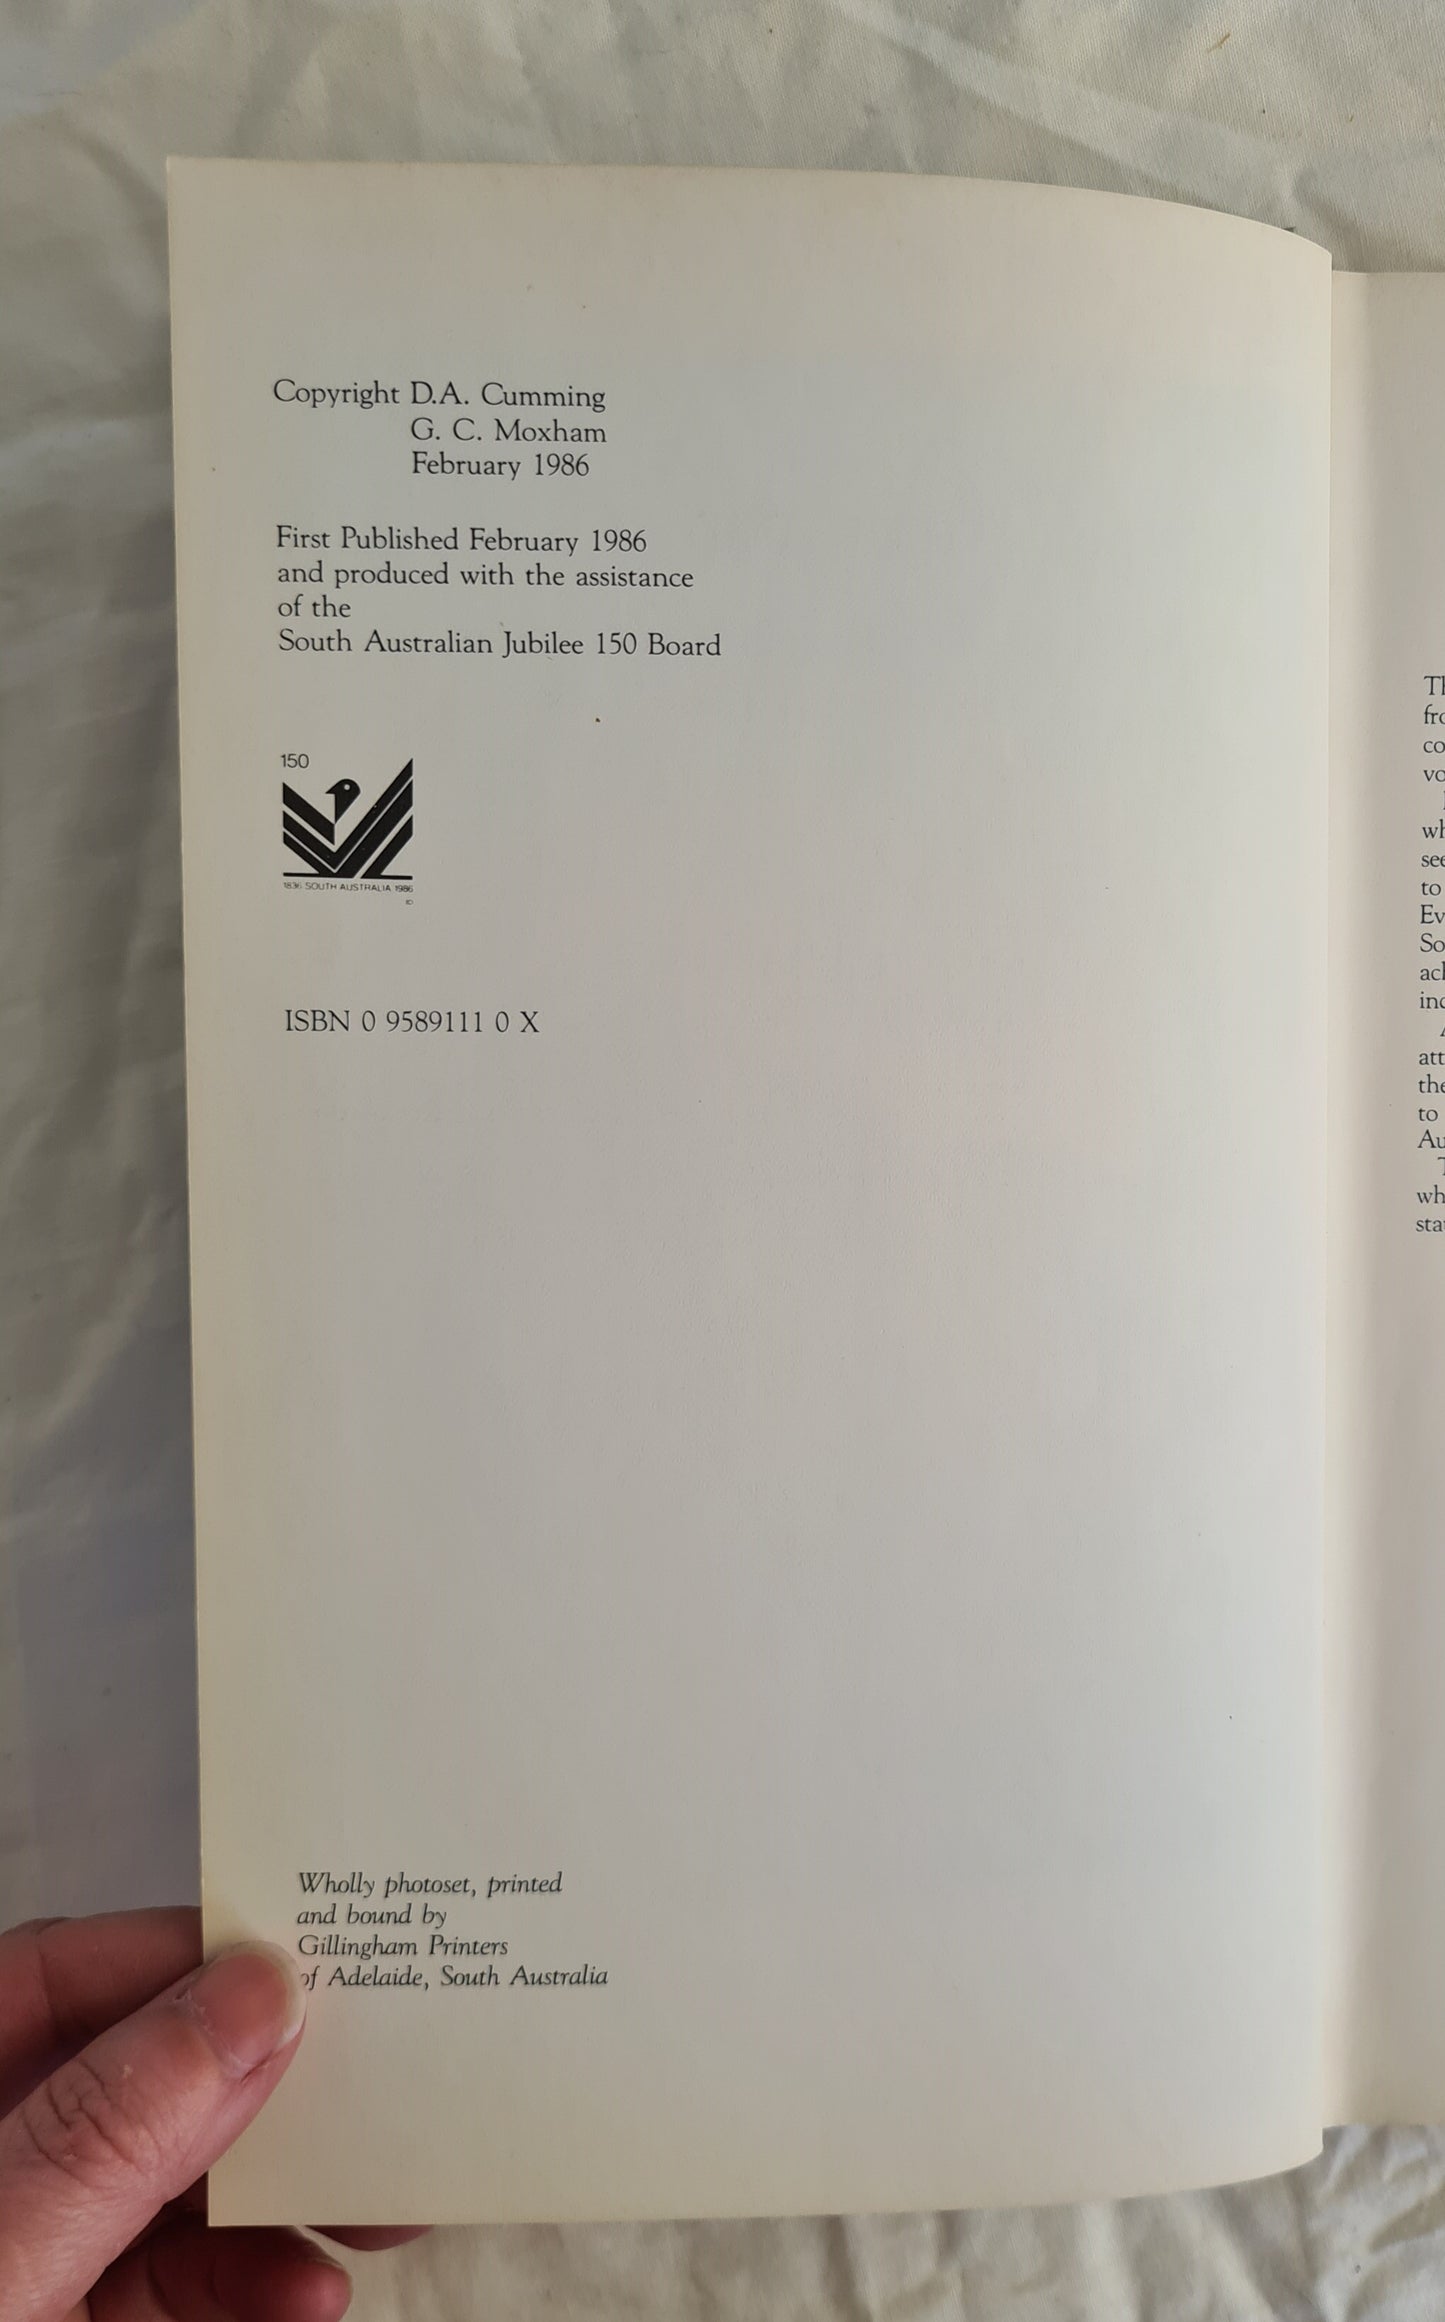 Copyright D.A. Cumming
G. C. Moxham
February 1986
First Published February 1986
and produced with the assistance
of the
South Australian Jubilee 150 Board
150
1836 SOUTH AUSTRALIA 1986
ISBN 0 9589111 0 X
Wholly photoset, printed
and bound by
Gillingham Printers
of Adelaide, South Australia
to
to